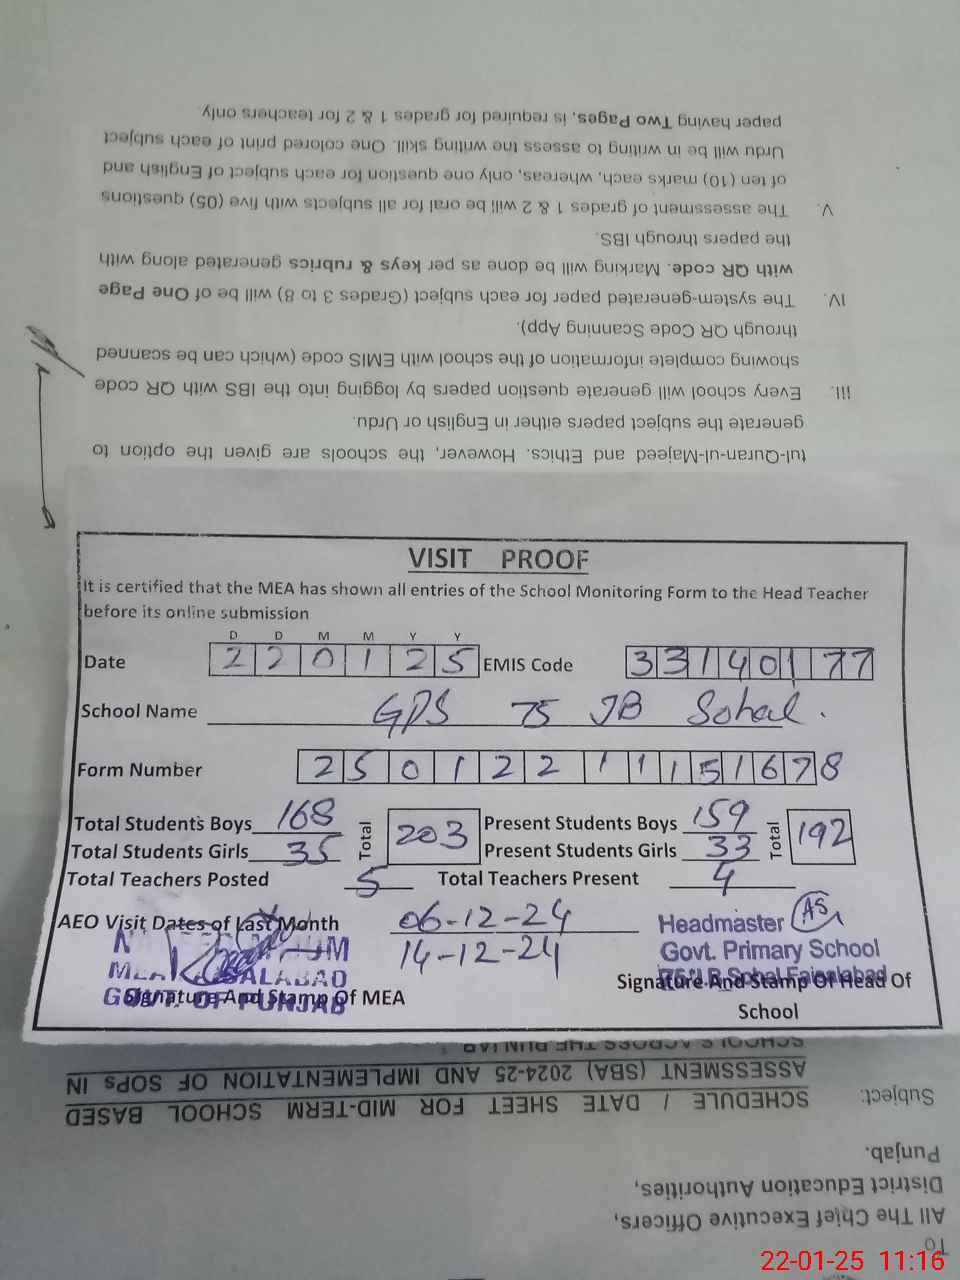 VISIT PROOF
It is certified that the MEA has shown all entries of the School Monitoring Form to the Head Teacher
before its online submission
D D M M Y Y
Date 2 2 0 1 2 5 EMIS Code 3 3 1 4 0 1 7 7
School Name GPS 75 JB Sohal.
Form Number 2 5 0 1 2 2 1 1 1 5 1 6 7 8
Total Students Boys 168 Total 203 Present Students Boys 159 Total 192
Total Students Girls 35 Present Students Girls 33
Total Teachers Posted 5 Total Teachers Present 4
AEO Visit Dates of Last Month 06-12-24
14-12-24
Headmaster
Govt. Primary School
75/J.B Sohal Faisalabad
GOVT. OF PUNJAB
Signature And Stamp Of MEA
Signature And Stamp Of Head Of
School
To
All The Chief Executive Officers,
District Education Authorities,
Punjab.
Subject: SCHEDULE / DATE SHEET FOR MID-TERM SCHOOL BASED
ASSESSMENT (SBA) 2024-25 AND IMPLEMENTATION OF SOPs IN
SCHOOLS ACROSS THE PUNJAB
tul-Quran-ul-Majeed and Ethics. However, the schools are given the option to
generate the subject papers either in English or Urdu.
III. Every school will generate question papers by logging into the IBS with QR code
showing complete information of the school with EMIS code (which can be scanned
through QR Code Scanning App).
IV. The system-generated paper for each subject (Grades 3 to 8) will be of One Page
with QR code. Marking will be done as per keys & rubrics generated along with
the papers through IBS.
V. The assessment of grades 1 & 2 will be oral for all subjects with five (05) questions
of ten (10) marks each, whereas, only one question for each subject of English and
Urdu will be in writing to assess the writing skill. One colored print of each subject
paper having Two Pages, is required for grades 1 & 2 for teachers only
22-01-25 11:16